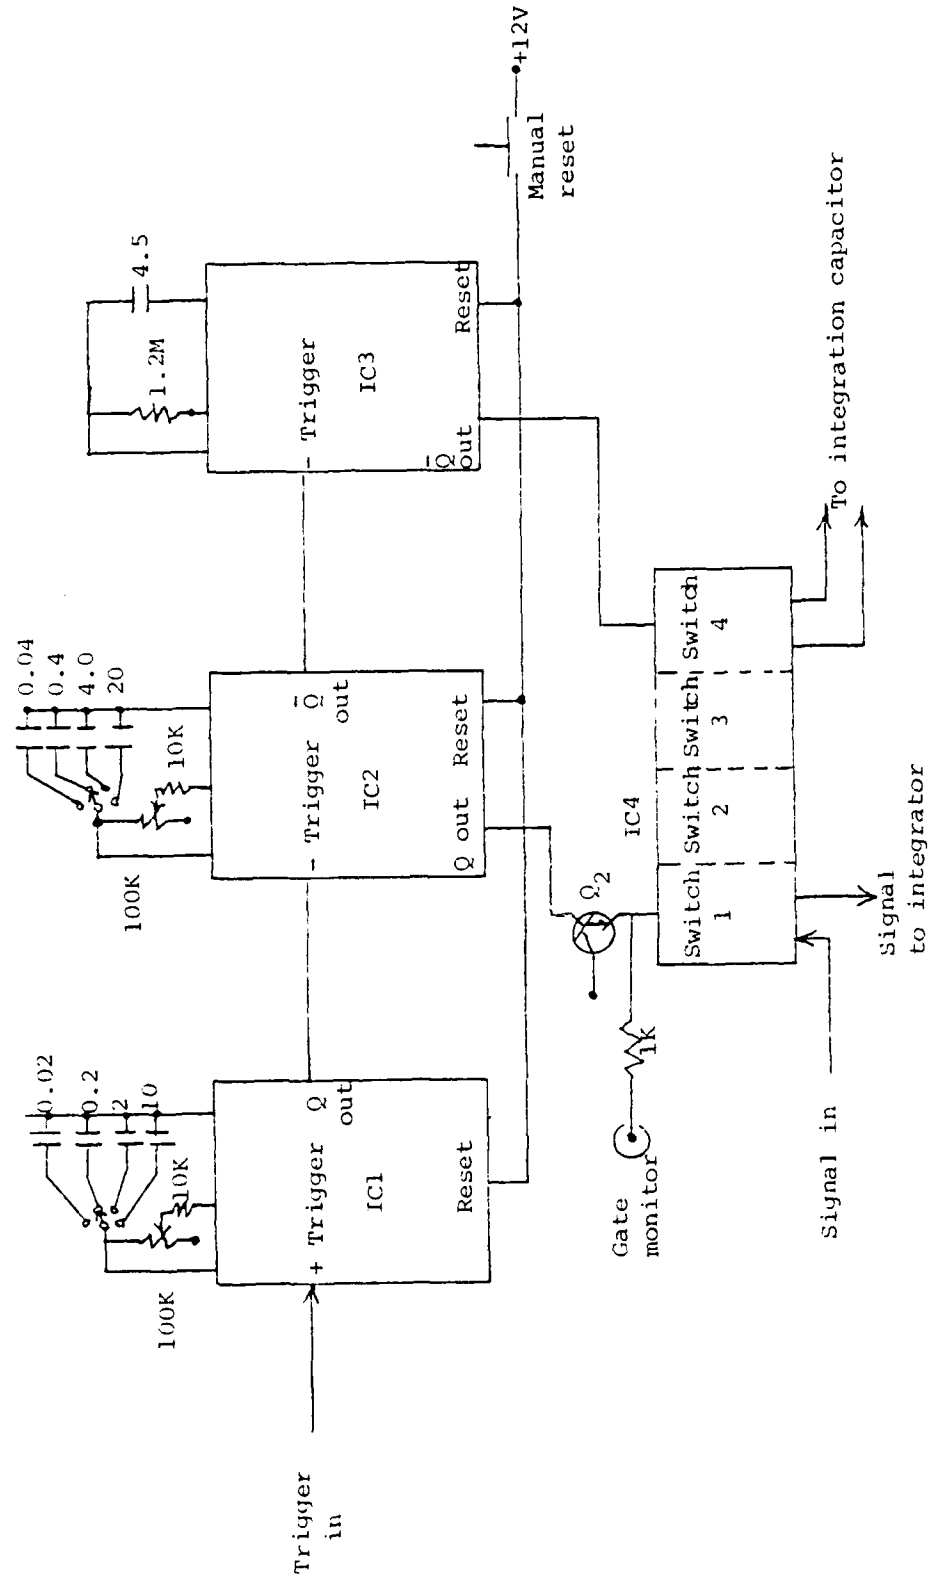 0.02
0.2
2
10
10K
100K
+ Trigger
Q
out
IC1
Reset
Trigger
in
0.04
0.4
4.0
20
10K
100K
- Trigger
Q̄
out
IC2
Q out
Reset
4.5
1.2M
- Trigger
IC3
Q̄
out
Reset
+12V
Manual
reset
Q2
1K
Gate
monitor
IC4
Switch
1
Switch
2
Switch
3
Switch
4
Signal in
Signal
to integrator
To integration capacitor